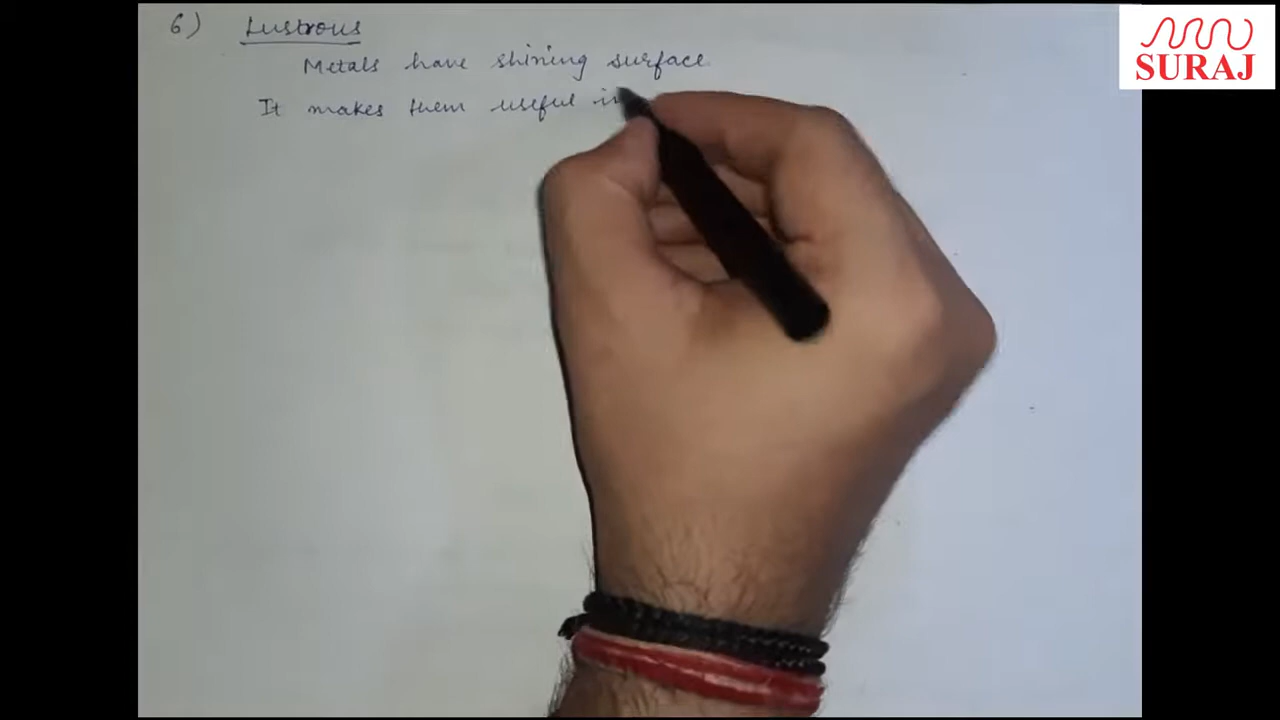 6) Lustrous
Metals have shining surface
It makes them useful in
SURAJ